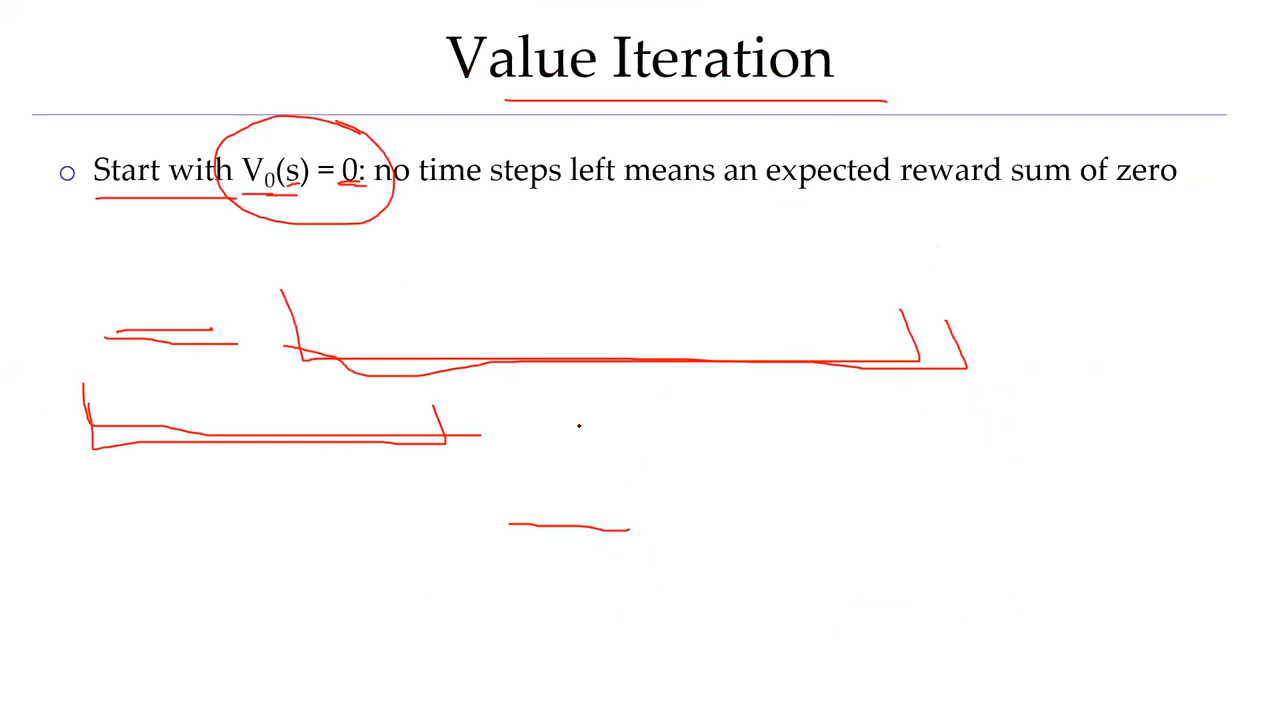 Value Iteration
Start with V₀(s) = 0: no time steps left means an expected reward sum of zero